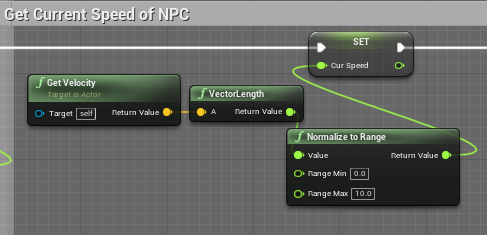 Get Current Speed of NPC
SET
Cur Speed
Get Velocity
Target is Actor
Target self
Return Value
VectorLength
A
Return Value
Normalize to Range
Value
Return Value
Range Min 0.0
Range Max 10.0